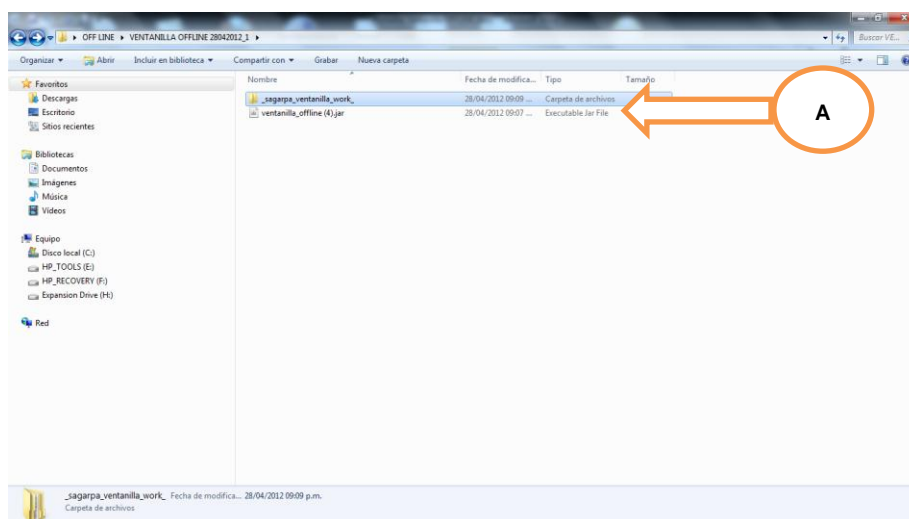 OFF LINE ▸ VENTANILLA OFFLINE 28042012_1 ▸
Buscar VE...
Organizar Abrir Incluir en biblioteca Compartir con Grabar Nueva carpeta
Nombre Fecha de modifica... Tipo Tamaño
Favoritos
Descargas
Escritorio
Sitios recientes
Bibliotecas
Documentos
Imágenes
Música
Vídeos
Equipo
Disco local (C:)
HP_TOOLS (E:)
HP_RECOVERY (F:)
Expansion Drive (H:)
Red
_sagarpa_ventanilla_work_ 28/04/2012 09:09 ... Carpeta de archivos
ventanilla_offline (4).jar 28/04/2012 09:07 ... Executable Jar File
A
_sagarpa_ventanilla_work_ Fecha de modifica... 28/04/2012 09:09 p.m.
Carpeta de archivos